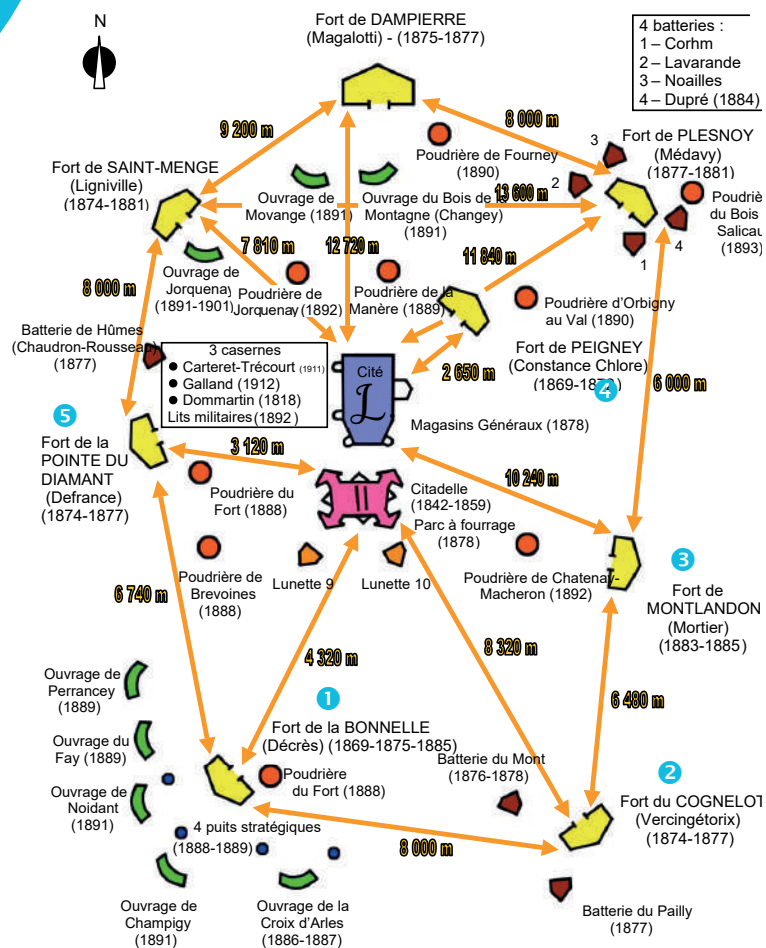 N
Fort de DAMPIERRE
(Magalotti) - (1875-1877)
4 batteries :
1 – Corhm
2 – Lavarande
3 – Noailles
4 – Dupré (1884)
9 200 m
8 000 m
Poudrière de Fourney
(1890)
3
Fort de PLESNOY
(Médavy)
(1877-1881)
Fort de SAINT-MENGE
(Ligniville)
(1874-1881)
Ouvrage de
Movange (1891)
Ouvrage du Bois de la
Montagne (Changey)
(1891)
13 600 m
2
4
1
Poudriè
du Bois
Salicau
(1893)
7 810 m
12 720 m
11 840 m
8 000 m
Ouvrage de
Jorquenay
(1891-1901)
Poudrière de
Jorquenay (1892)
Poudrière de la
Manère (1889)
Poudrière d'Orbigny
au Val (1890)
Batterie de Hûmes
(Chaudron-Rousseau)
(1877)
3 casernes
● Carteret-Trécourt (1911)
● Galland (1912)
● Dommartin (1818)
Lits militaires (1892)
Cité
L
2 650 m
Fort de PEIGNEY
(Constance Chlore)
(1869-18
4
6 000 m
Magasins Généraux (1878)
5
Fort de la
POINTE DU
DIAMANT
(Defrance)
(1874-1877)
3 120 m
10 240 m
Poudrière du
Fort (1888)
Citadelle
(1842-1859)
Parc à fourrage
(1878)
Poudrière de
Brevoines
(1888)
Lunette 9
Lunette 10
Poudrière de Chatenay-
Macheron (1892)
3
Fort de
MONTLANDON
(Mortier)
(1883-1885)
6 740 m
4 320 m
8 320 m
6 480 m
Ouvrage de
Perrancey
(1889)
1
Fort de la BONNELLE
(Décrès) (1869-1875-1885)
Ouvrage du
Fay (1889)
Poudrière
du Fort (1888)
Batterie du Mont
(1876-1878)
2
Fort du COGNELOT
(Vercingétorix)
(1874-1877)
Ouvrage de
Noidant
(1891)
4 puits stratégiques
(1888-1889)
8 000 m
Ouvrage de
Champigy
(1891)
Ouvrage de la
Croix d'Arles
(1886-1887)
Batterie du Pailly
(1877)